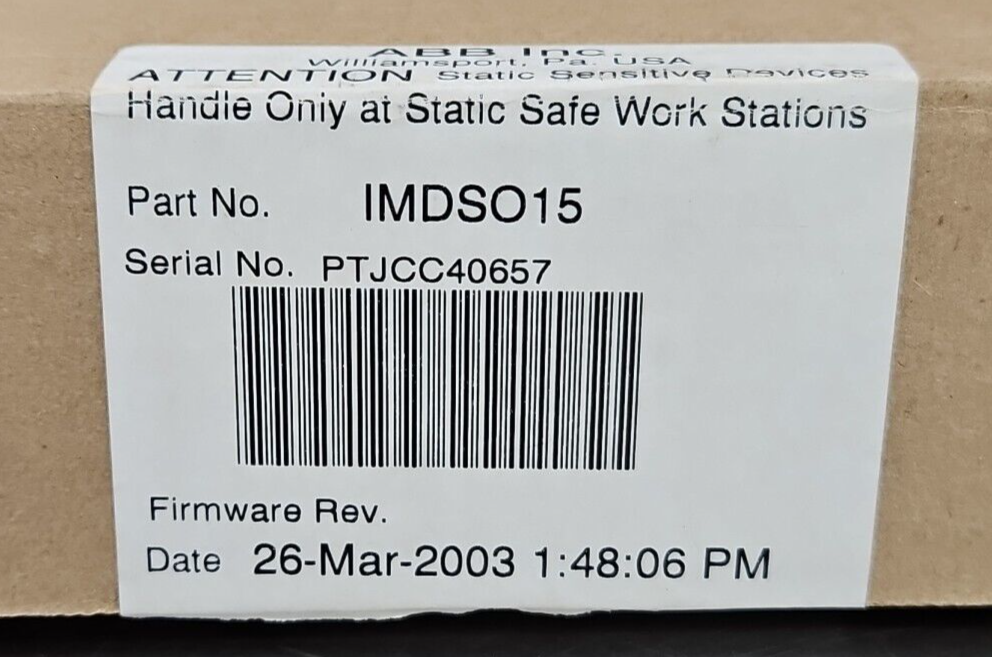 ABB Inc.
Williamsport, Pa. USA
ATTENTION Static Sensitive Devices
Handle Only at Static Safe Work Stations
Part No. IMDSO15
Serial No. PTJCC40657
Firmware Rev.
Date 26-Mar-2003 1:48:06 PM